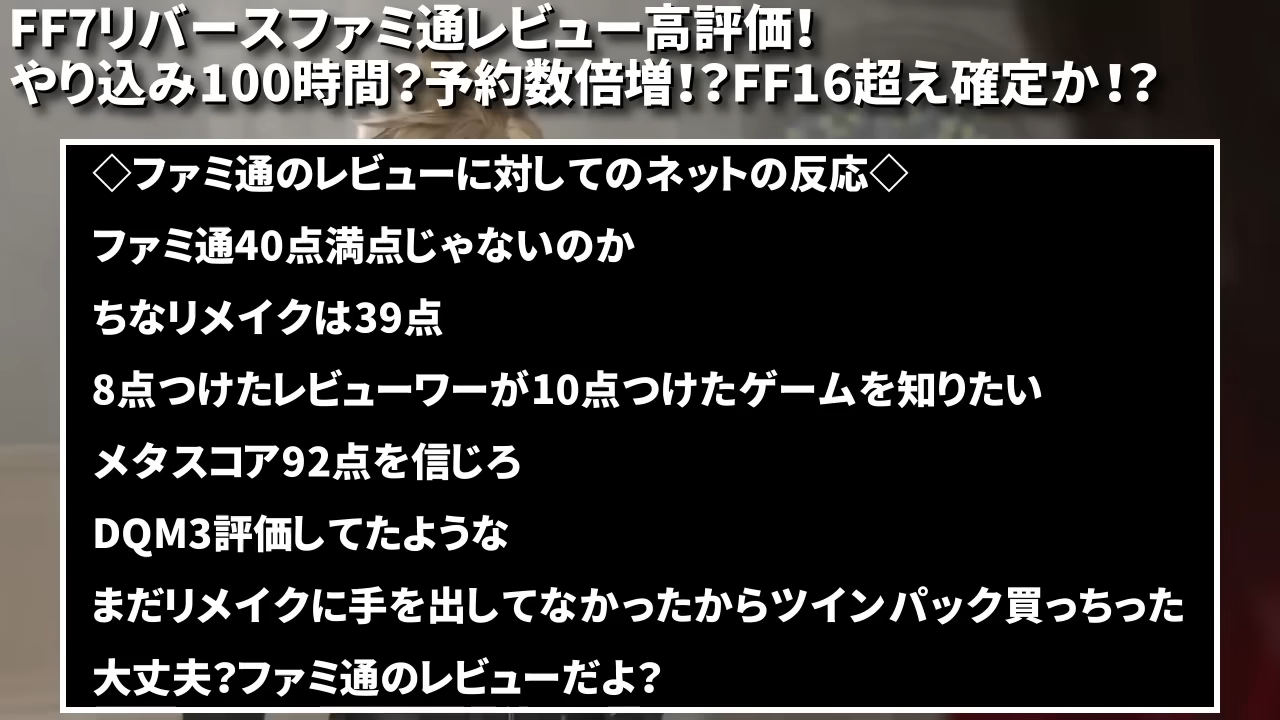 FF7リバースファミ通レビュー高評価!
やり込み100時間?予約数倍増!?FF16超え確定か!?
◇ファミ通のレビューに対してのネットの反応◇
ファミ通40点満点じゃないのか
ちなリメイクは39点
8点つけたレビューワーが10点つけたゲームを知りたい
メタスコア92点を信じろ
DQM3評価してたような
まだリメイクに手を出してなかったからツインパック買っちった
大丈夫?ファミ通のレビューだよ?